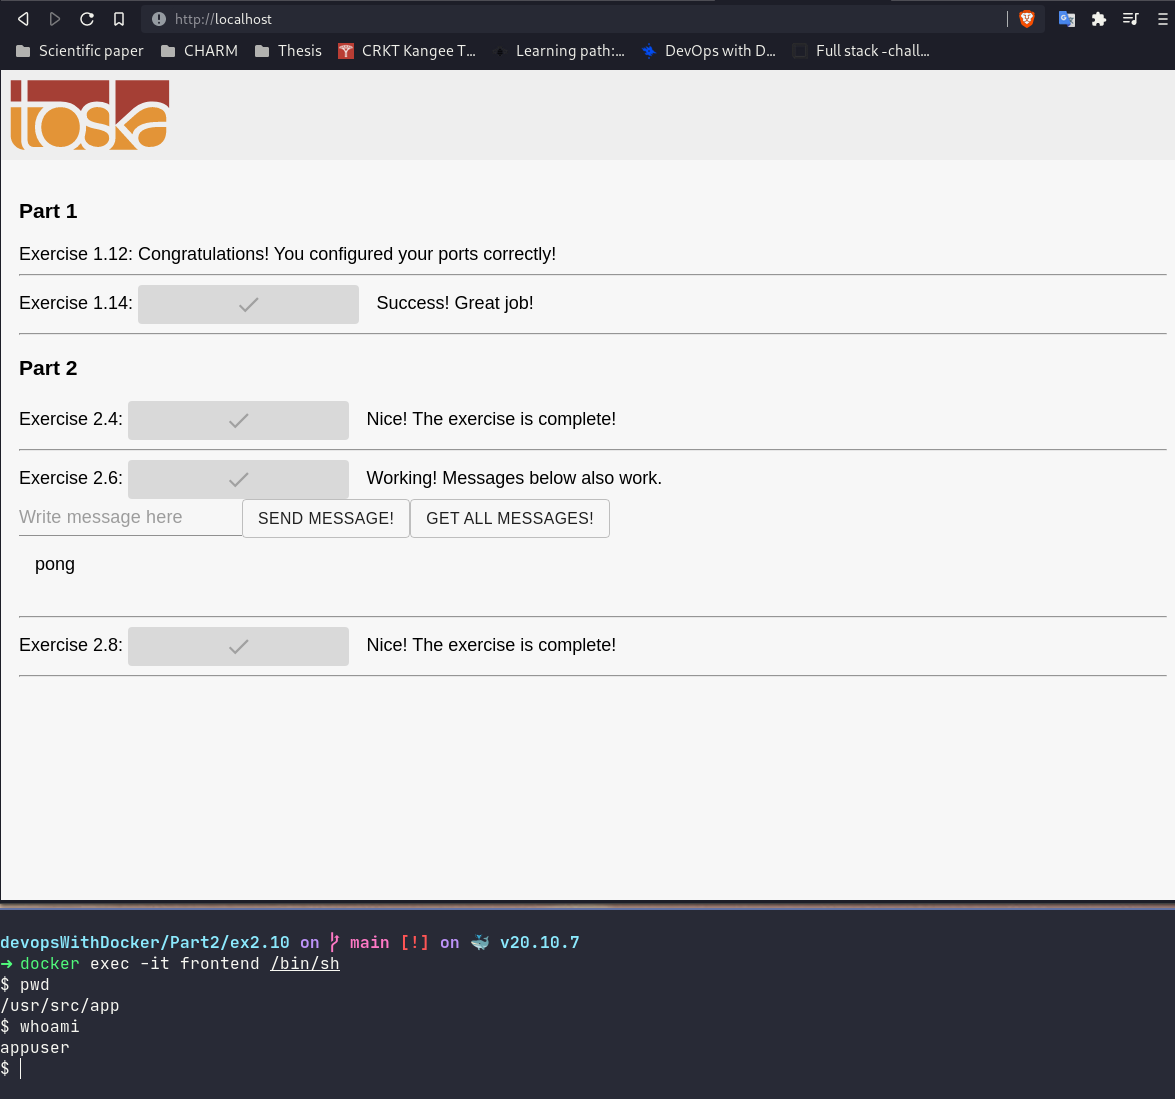 http://localhost
Scientific paper CHARM Thesis CRKT Kangee T... Learning path:... DevOps with D... Full stack -chall...
toska
Part 1
Exercise 1.12: Congratulations! You configured your ports correctly!
Exercise 1.14: Success! Great job!
Part 2
Exercise 2.4: Nice! The exercise is complete!
Exercise 2.6: Working! Messages below also work.
Write message here SEND MESSAGE! GET ALL MESSAGES!
pong
Exercise 2.8: Nice! The exercise is complete!
devopsWithDocker/Part2/ex2.10 on main [!] on 🐳 v20.10.7
➜ docker exec -it frontend /bin/sh
$ pwd
/usr/src/app
$ whoami
appuser
$